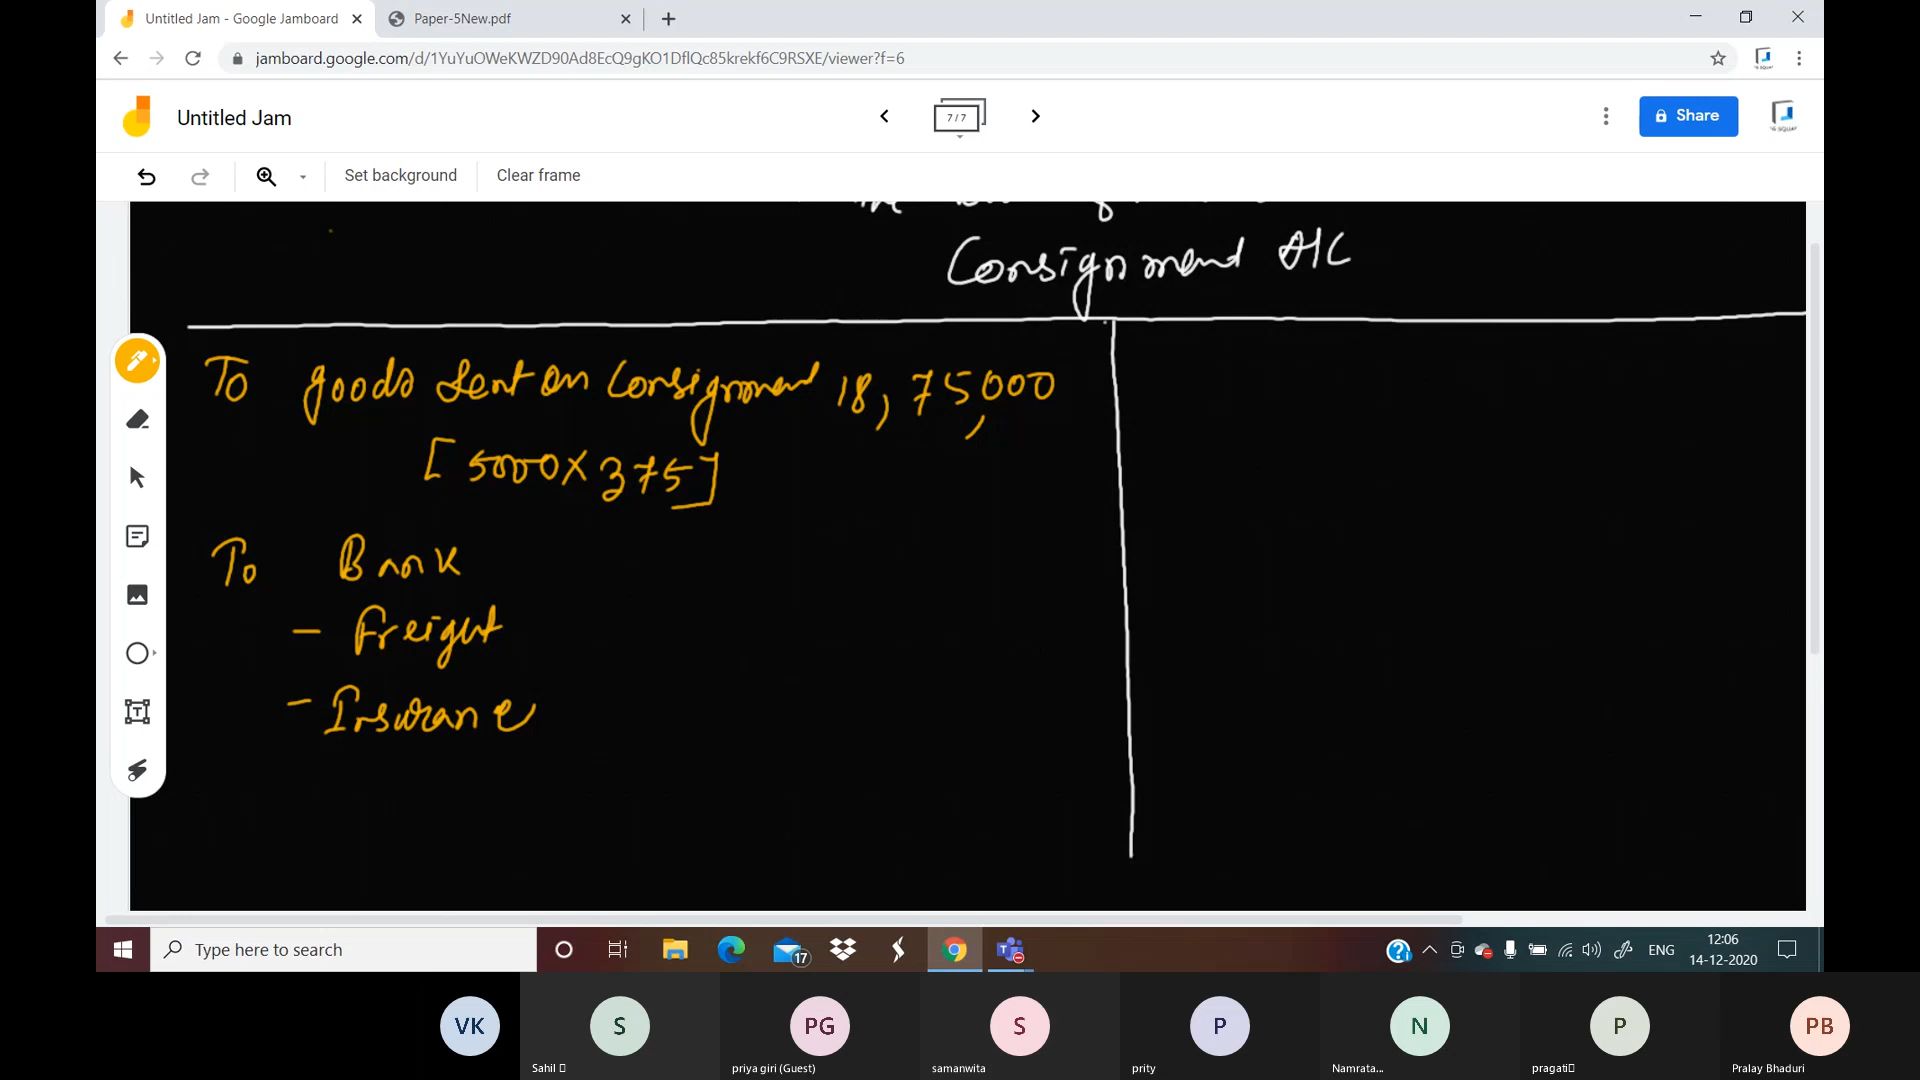 Untitled Jam - Google Jamboard
Paper-5New.pdf
jamboard.google.com/d/1YuYuOWeKWZD90Ad8EcQ9gKO1DflQc85krekf6C9RSXE/viewer?f=6
Untitled Jam
7 / 7
Share
Set background
Clear frame
Consignment A/C
To goods sent on Consignment 18,75,000
[5000X375]
To Bank
- Freight
- Insurance
Type here to search
17
ENG
12:06
14-12-2020
VK
S
PG
S
P
N
P
PB
Sahil
priya giri (Guest)
samanwita
prity
Namrata...
pragati
Pralay Bhaduri